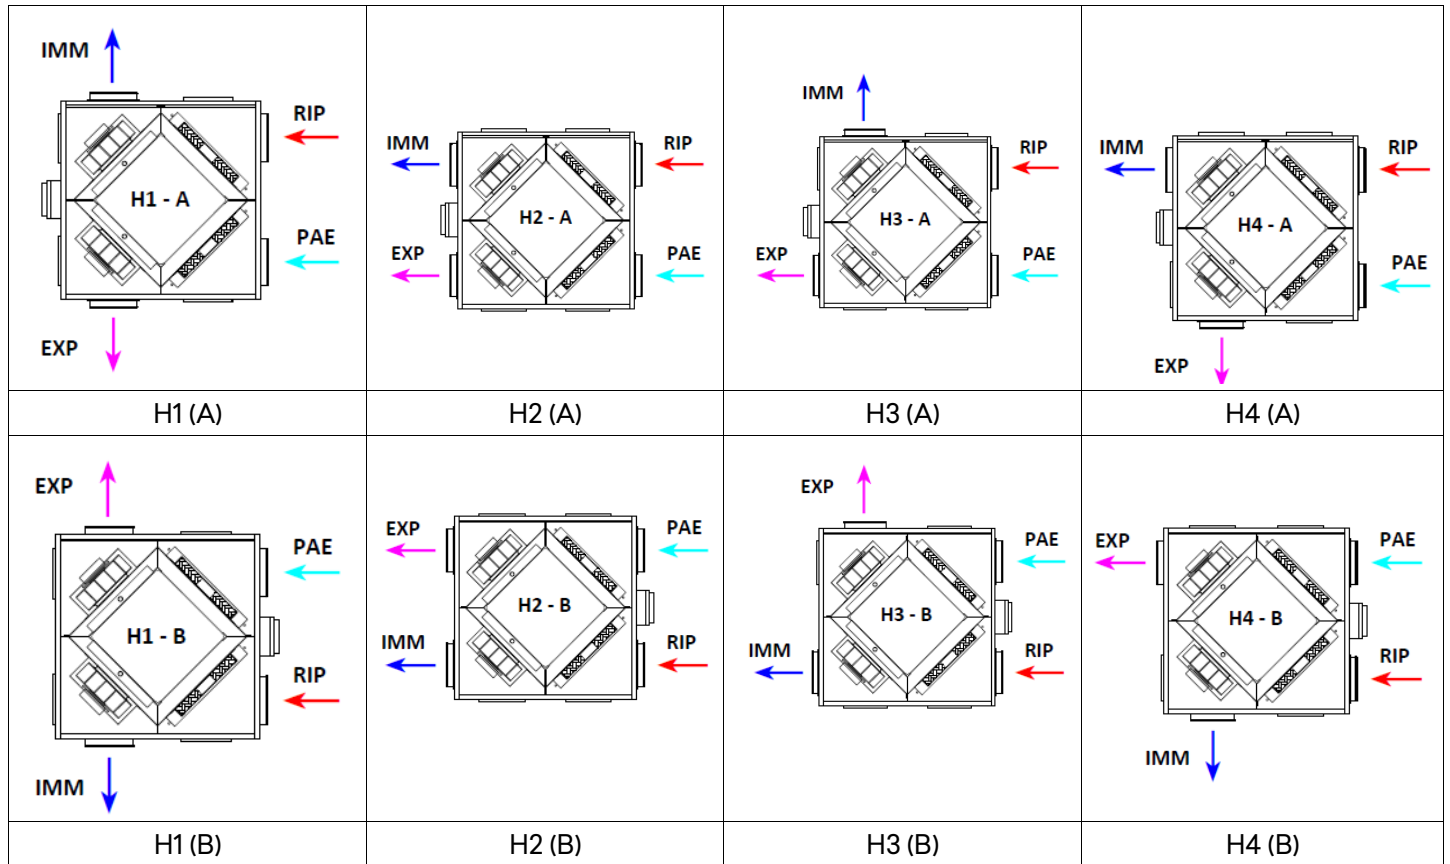 IMM
RIP
H1 - A
PAE
EXP
IMM
RIP
H2 - A
EXP
PAE
IMM
RIP
H3 - A
EXP
PAE
IMM
RIP
H4 - A
PAE
EXP
H1 (A)
H2 (A)
H3 (A)
H4 (A)
EXP
PAE
H1 - B
RIP
IMM
EXP
PAE
H2 - B
IMM
RIP
EXP
PAE
H3 - B
IMM
RIP
EXP
PAE
H4 - B
RIP
IMM
H1 (B)
H2 (B)
H3 (B)
H4 (B)